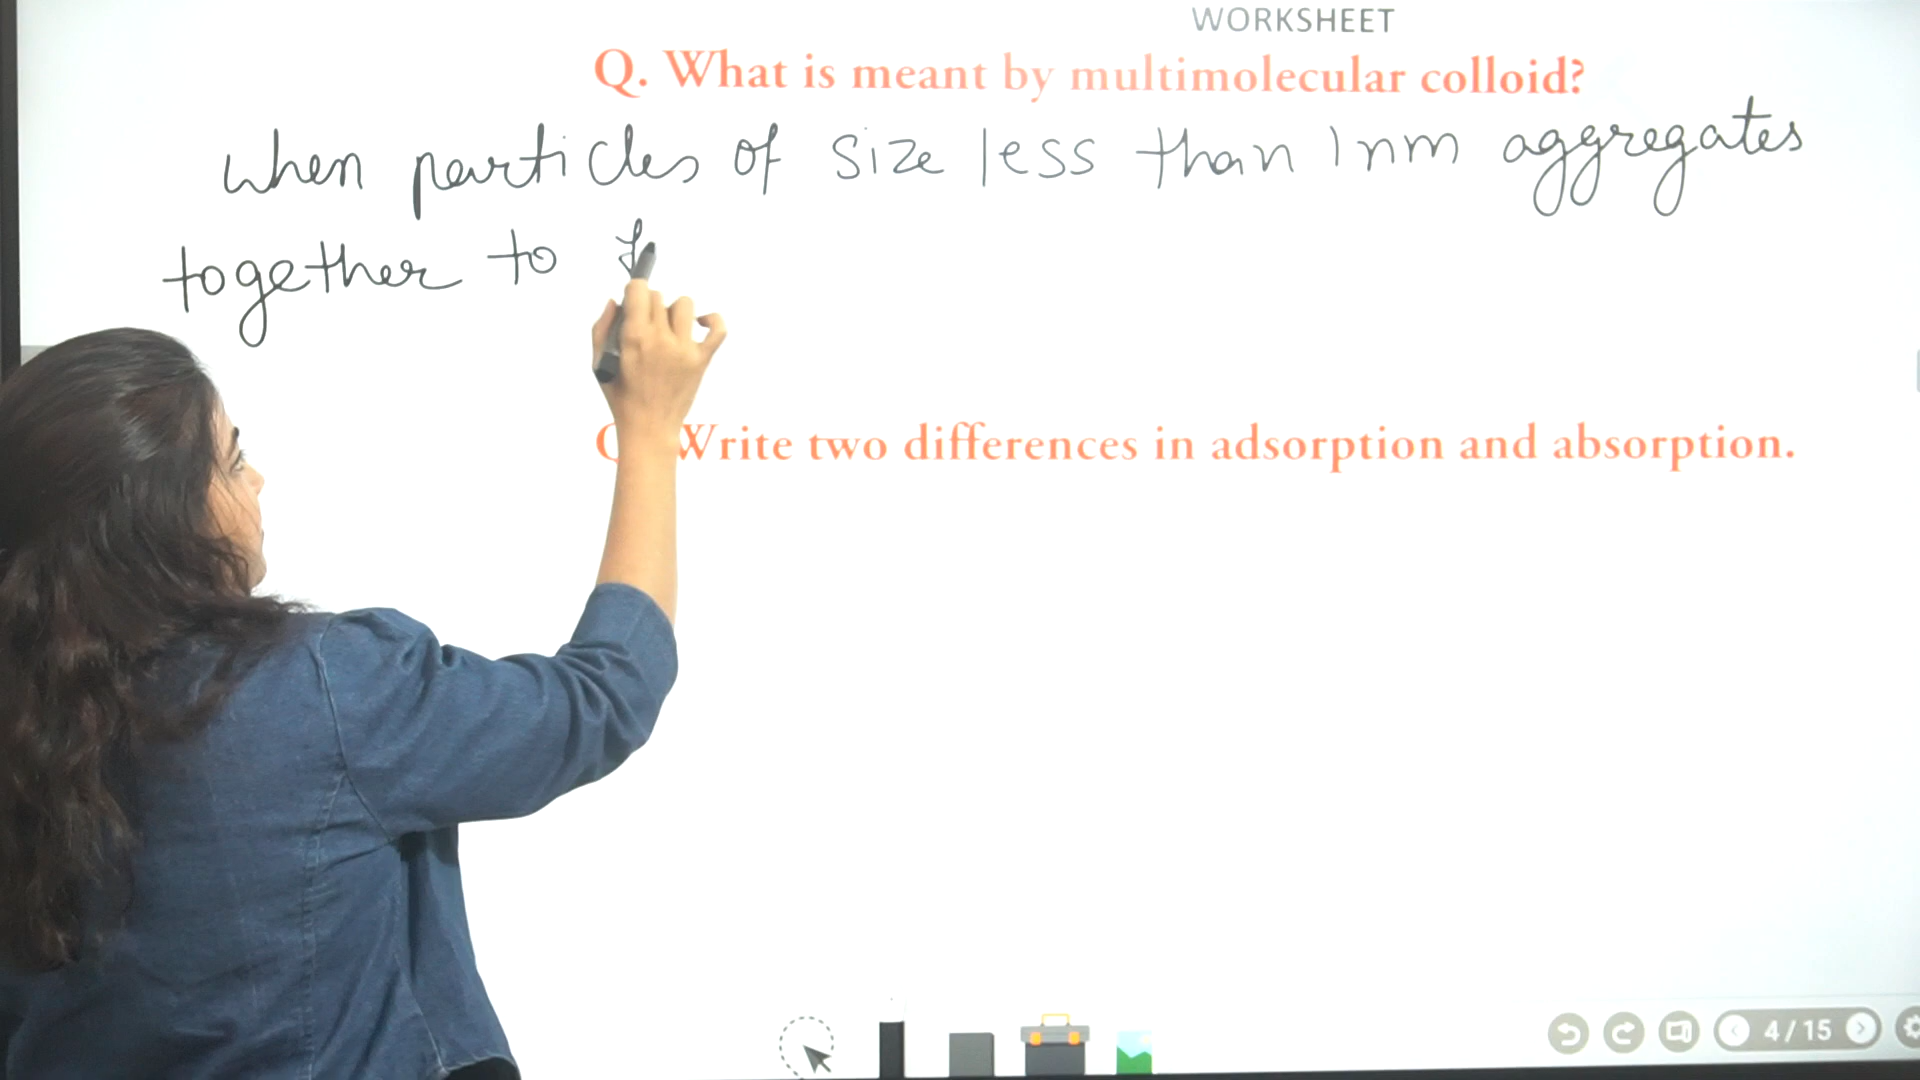 WORKSHEET
Q. What is meant by multimolecular colloid?
when particles of size less than 1nm aggregates
together to f
Q. Write two differences in adsorption and absorption.
4/15